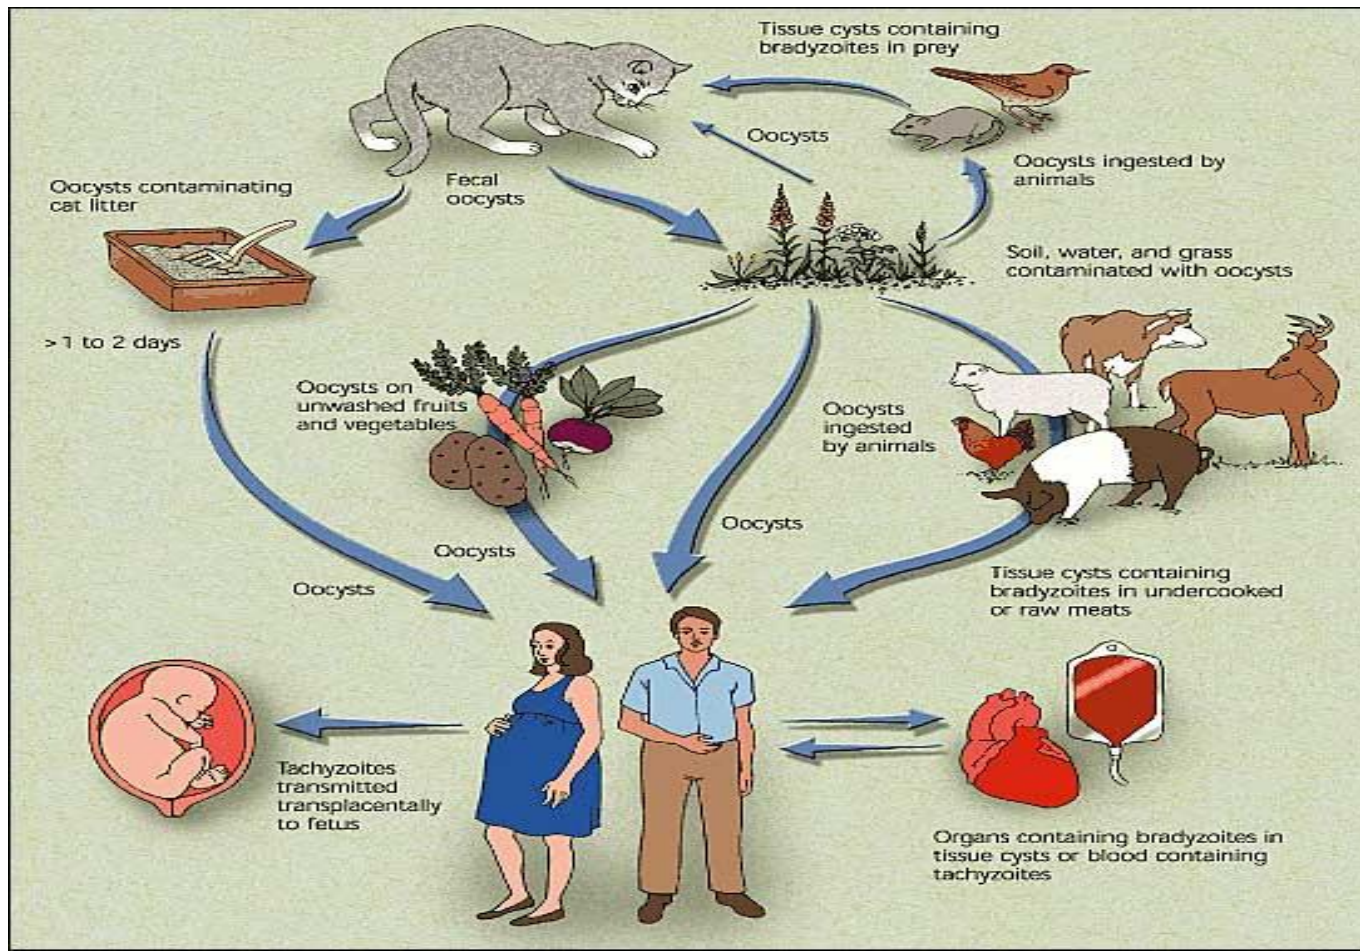 Tissue cysts containing
bradyzoites in prey
Oocysts
Oocysts ingested by
animals
Oocysts contaminating
cat litter
Fecal
oocysts
Soil, water, and grass
contaminated with oocysts
>1 to 2 days
Oocysts on
unwashed fruits
and vegetables
Oocysts
ingested
by animals
Oocysts
Oocysts
Oocysts
Tissue cysts containing
bradyzoites in undercooked
or raw meats
Tachyzoites
transmitted
transplacentally
to fetus
Organs containing bradyzoites in
tissue cysts or blood containing
tachyzoites